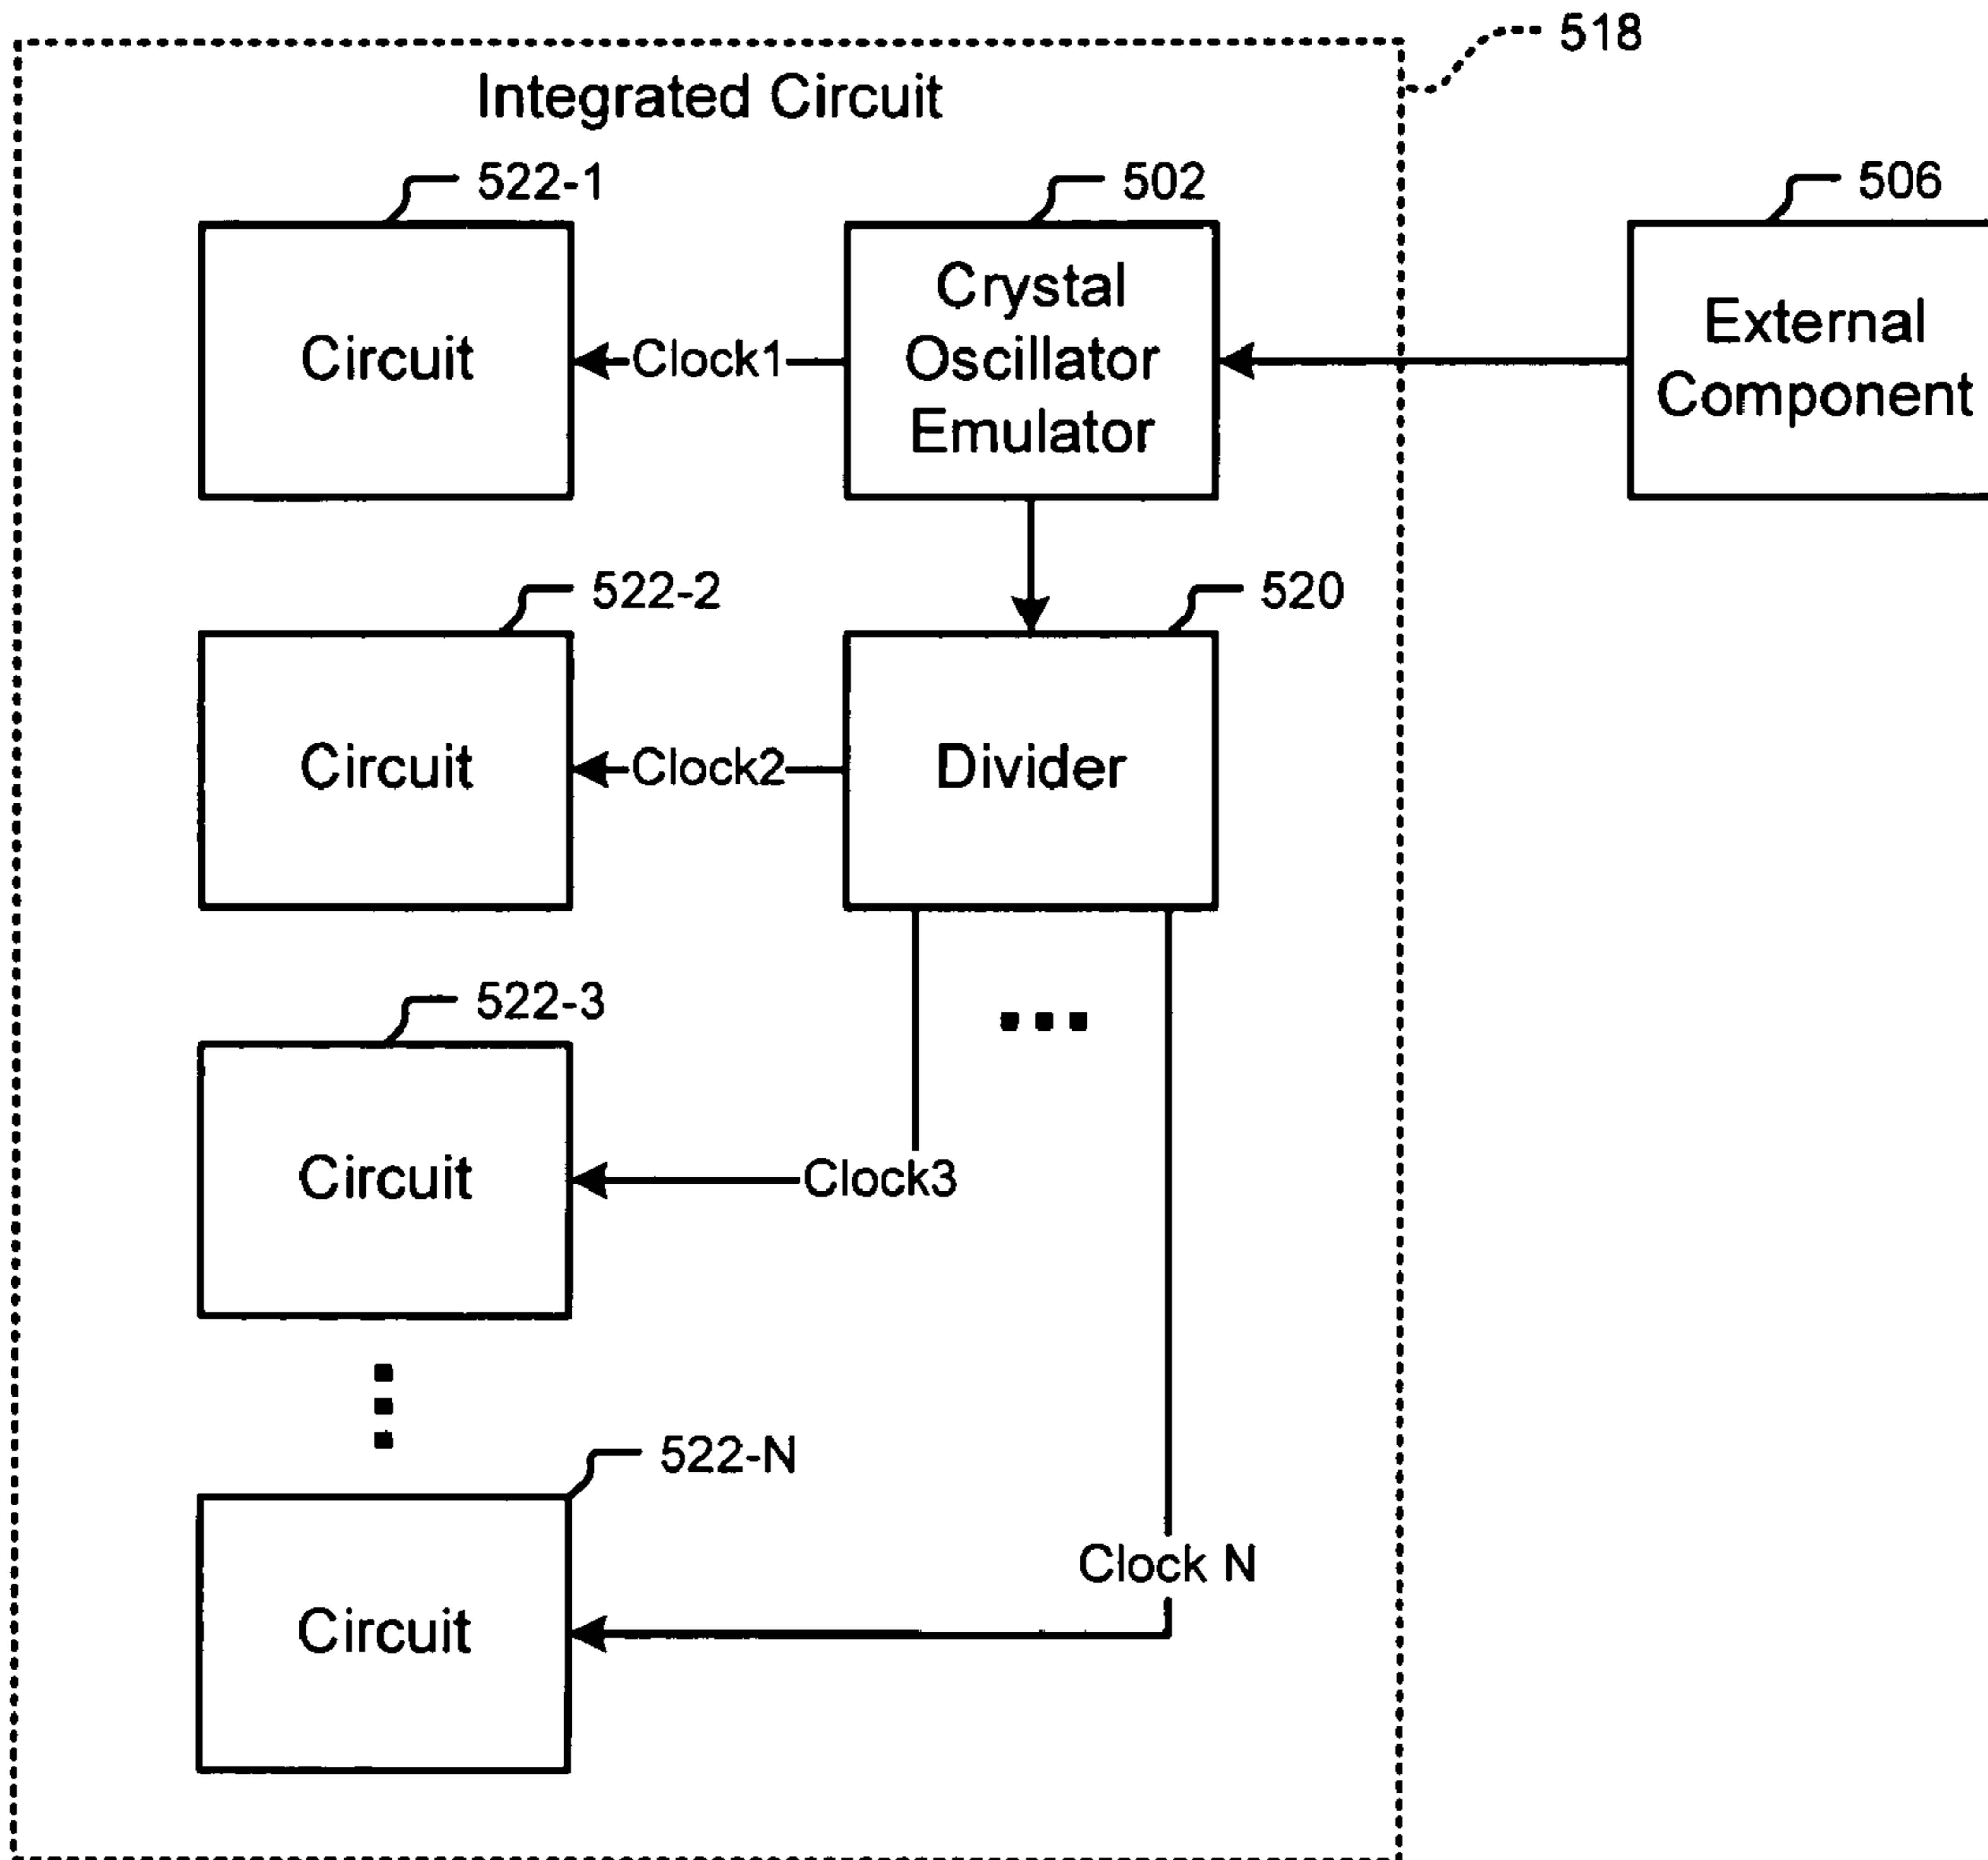 518
Integrated Circuit
522-1
502
506
Circuit
Clock1
Crystal
Oscillator
Emulator
External
Component
522-2
520
Circuit
Clock2
Divider
522-3
Circuit
Clock3
522-N
Clock N
Circuit